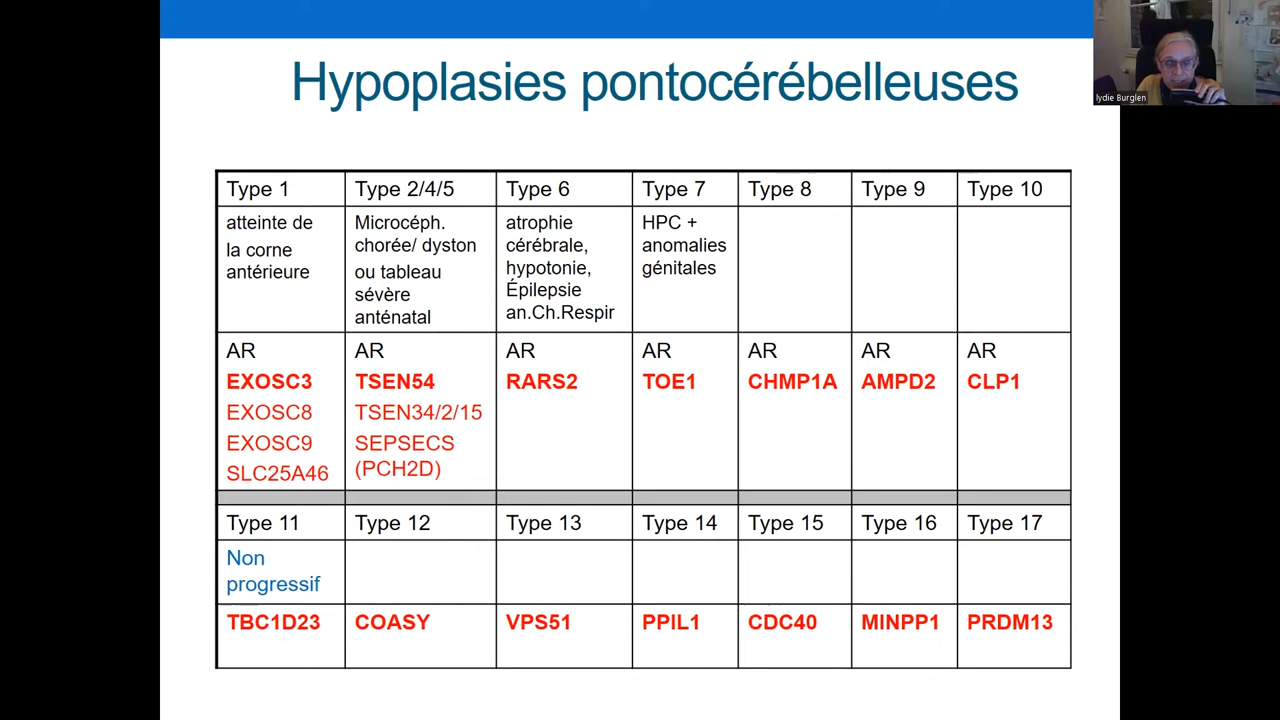 Hypoplasies pontocérébelleuses
lydie Burglen
Type 1
Type 2/4/5
Type 6
Type 7
Type 8
Type 9
Type 10
atteinte de
la corne
antérieure
Microcéph.
chorée/ dyston
ou tableau
sévère
anténatal
atrophie
cérébrale,
hypotonie,
Épilepsie
an.Ch.Respir
HPC +
anomalies
génitales
AR
EXOSC3
EXOSC8
EXOSC9
SLC25A46
AR
TSEN54
TSEN34/2/15
SEPSECS
(PCH2D)
AR
RARS2
AR
TOE1
AR
CHMP1A
AR
AMPD2
AR
CLP1
Type 11
Type 12
Type 13
Type 14
Type 15
Type 16
Type 17
Non
progressif
TBC1D23
COASY
VPS51
PPIL1
CDC40
MINPP1
PRDM13